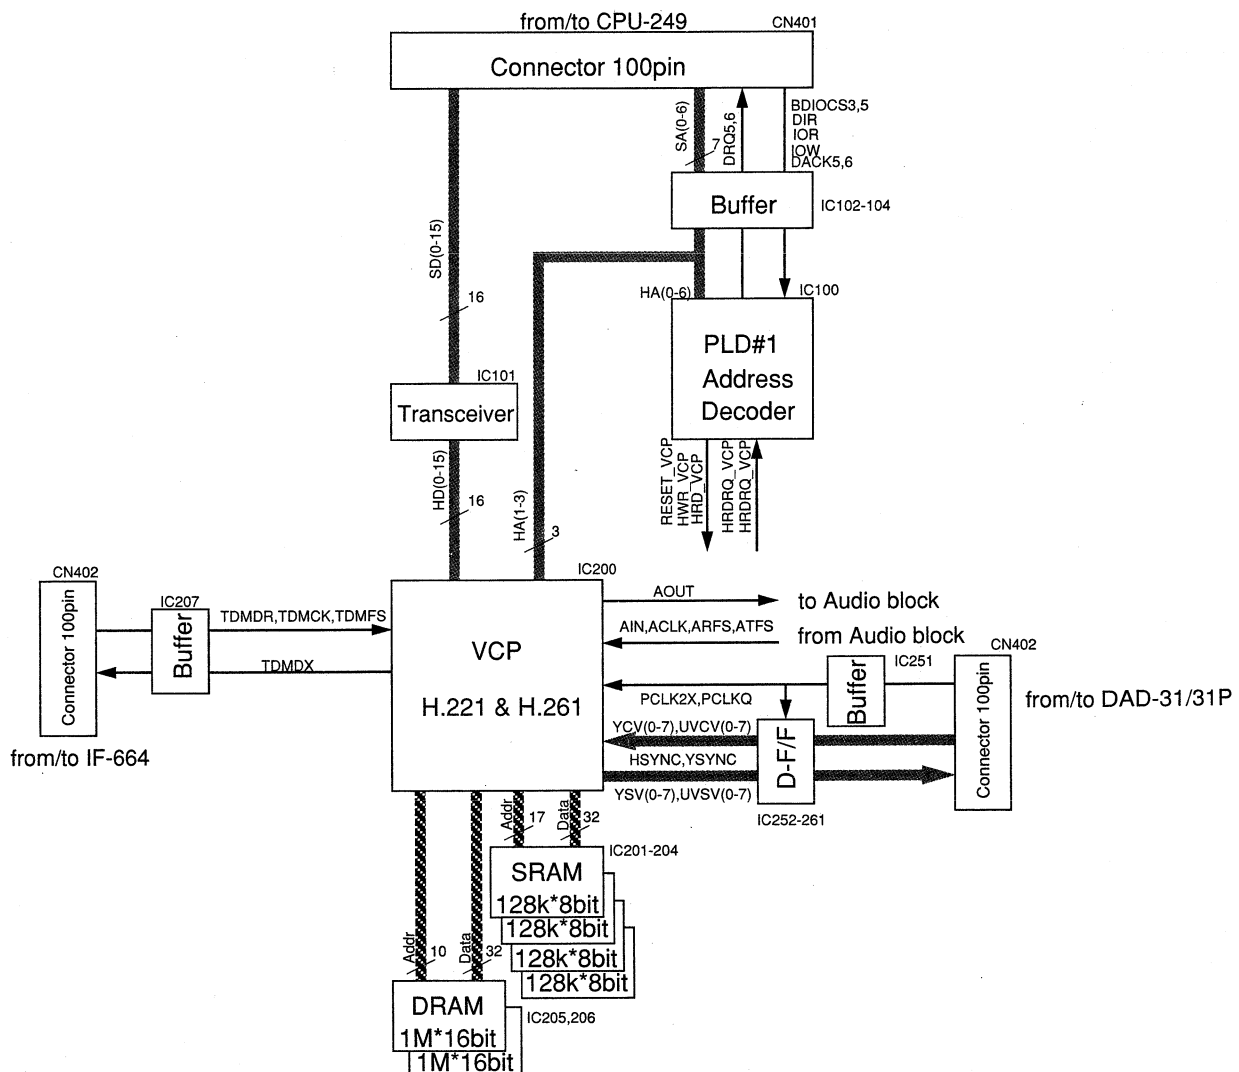 from/to CPU-249
CN401
Connector 100pin
SA(0-6)
7
DRQ5,6
BDIOCS3,5
DIR
IOR
IOW
DACK5,6
Buffer
IC102-104
SD(0-15)
16
HA(0-6)
IC100
PLD#1
Address
Decoder
IC101
Transceiver
HD(0-15)
16
HA(1-3)
3
RESET_VCP
HWR_VCP
HRD_VCP
HRDRQ_VCP
HRDRQ_VCP
CN402
Connector 100pin
from/to IF-664
IC207
Buffer
TDMDR,TDMCK,TDMFS
TDMDX
IC200
VCP
H.221 & H.261
AOUT
to Audio block
AIN,ACLK,ARFS,ATFS
from Audio block
PCLK2X,PCLKQ
IC251
Buffer
CN402
Connector 100pin
from/to DAD-31/31P
YCV(0-7),UVCV(0-7)
HSYNC,YSYNC
YSV(0-7),UVSV(0-7)
D-F/F
IC252-261
Addr
17
Data
32
IC201-204
SRAM
128k*8bit
128k*8bit
128k*8bit
128k*8bit
Addr
10
Data
32
DRAM
1M*16bit
1M*16bit
IC205,206